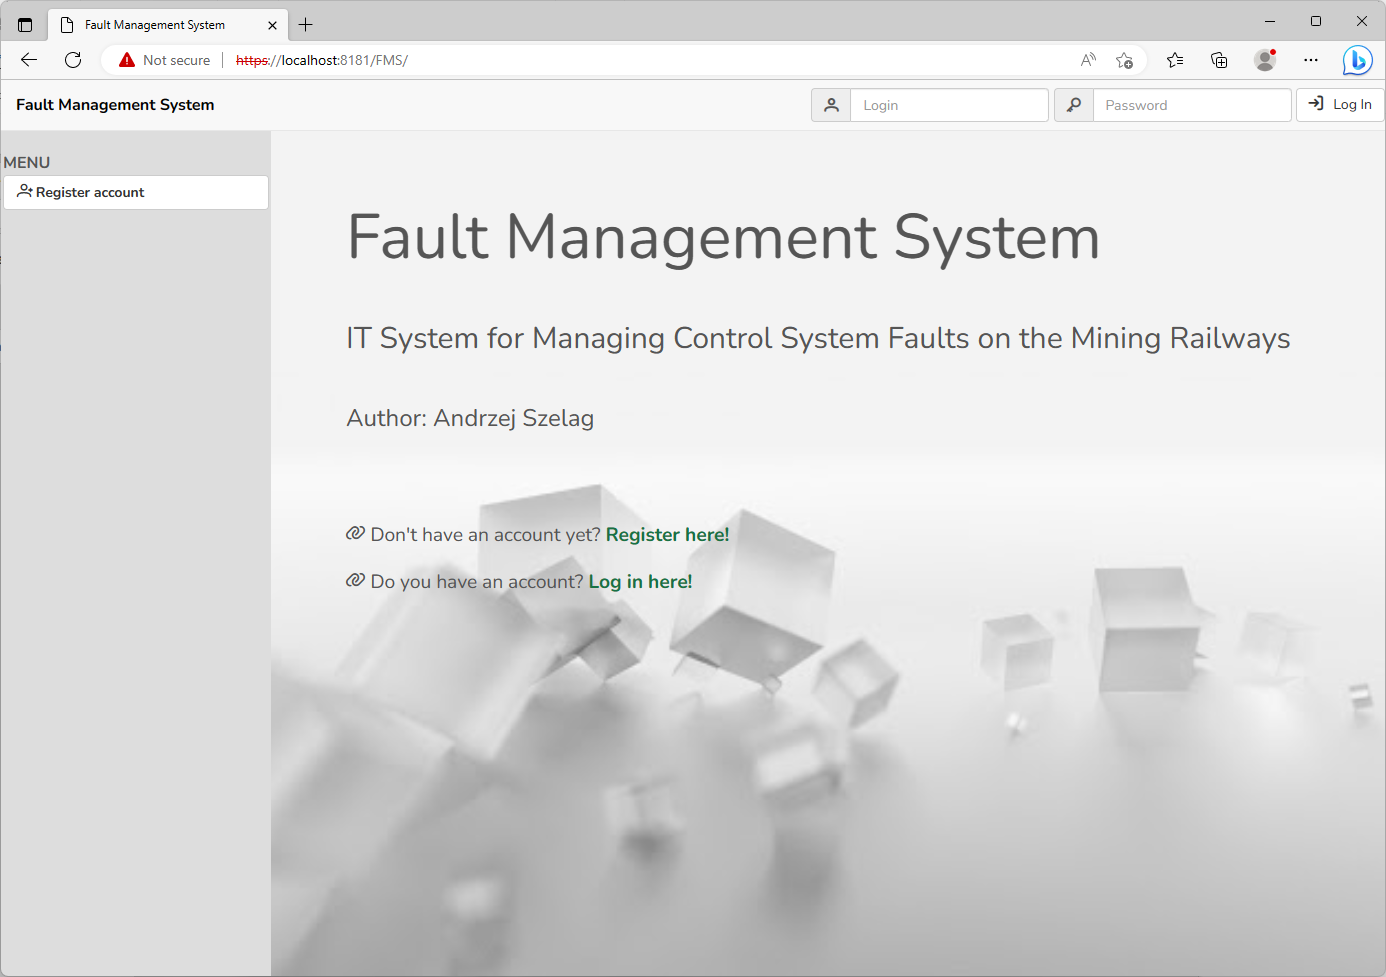 Fault Management System
Not secure https://localhost:8181/FMS/
Fault Management System
Login
Password
Log In
MENU
Register account
Fault Management System
IT System for Managing Control System Faults on the Mining Railways
Author: Andrzej Szelag
Don't have an account yet? Register here!
Do you have an account? Log in here!